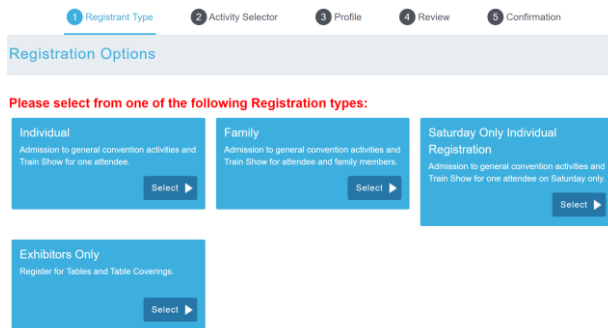 1 Registrant Type 2 Activity Selector 3 Profile 4 Review 5 Confirmation
Registration Options
Please select from one of the following Registration types:
Individual
Admission to general convention activities and
Train Show for one attendee.
Select
Family
Admission to general convention activities and
Train Show for attendee and family members.
Select
Saturday Only Individual
Registration
Admission to general convention activities and
Train Show for one attendee on Saturday only.
Select
Exhibitors Only
Register for Tables and Table Coverings.
Select